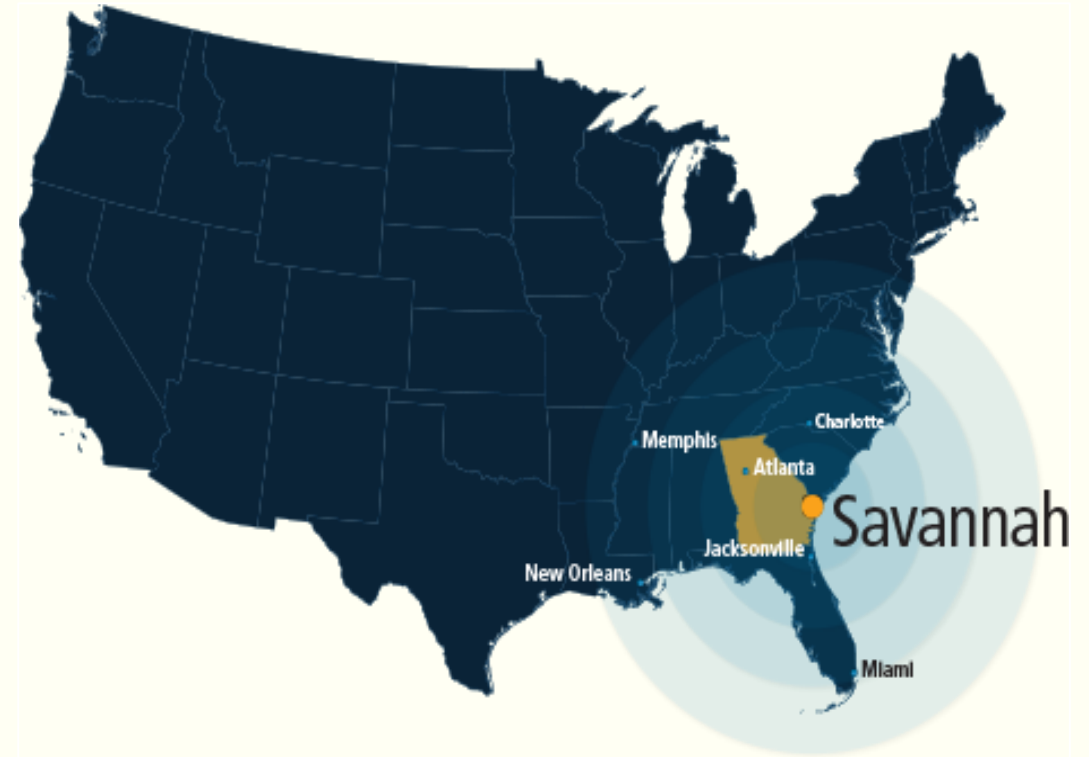 Charlotte
Memphis
Atlanta
Savannah
Jacksonville
New Orleans
Miami